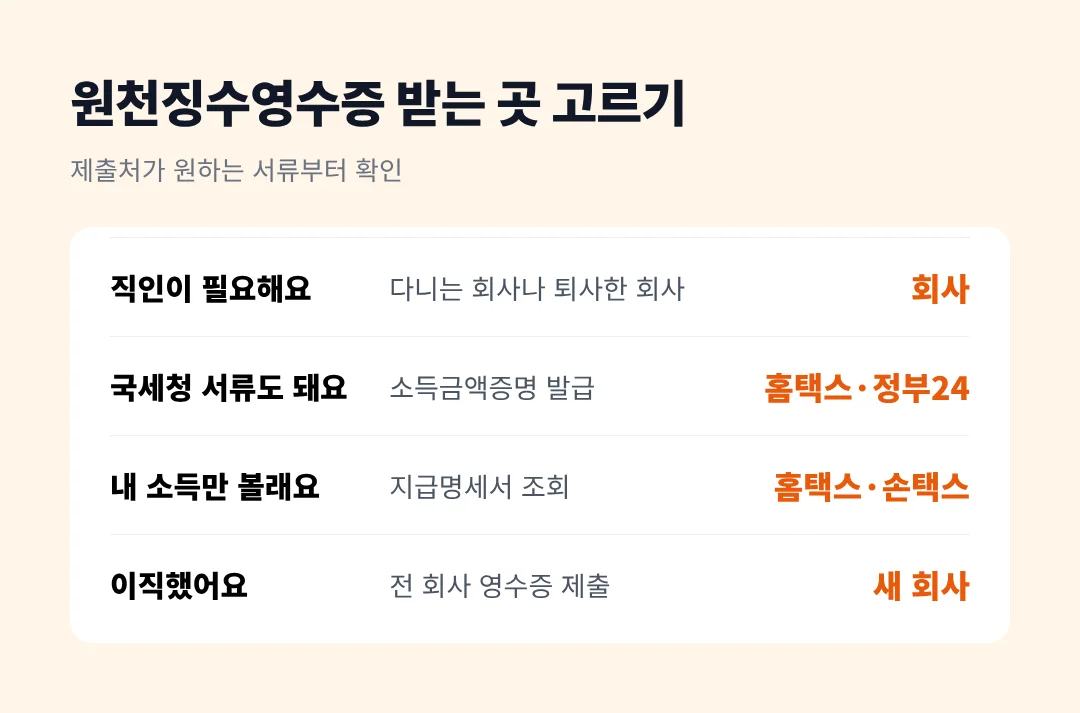 원천징수영수증 받는 곳 고르기
제출처가 원하는 서류부터 확인
직인이 필요해요 다니는 회사나 퇴사한 회사 회사
국세청 서류도 돼요 소득금액증명 발급 홈택스·정부24
내 소득만 볼래요 지급명세서 조회 홈택스·손택스
이직했어요 전 회사 영수증 제출 새 회사